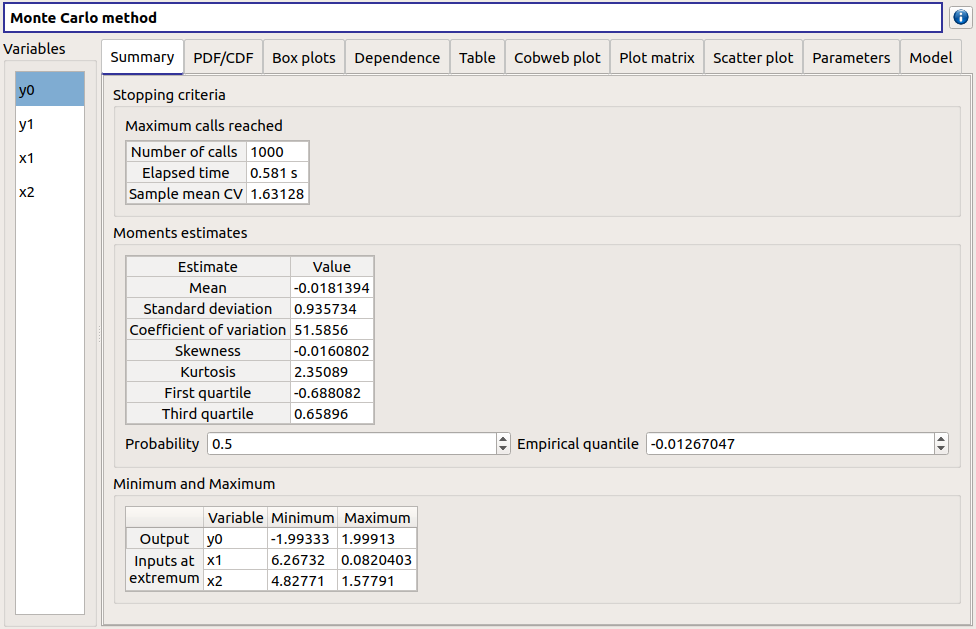 Monte Carlo method
Variables
y0
y1
x1
x2
Summary PDF/CDF Box plots Dependence Table Cobweb plot Plot matrix Scatter plot Parameters Model
Stopping criteria
Maximum calls reached
Number of calls 1000
Elapsed time 0.581 s
Sample mean CV 1.63128
Moments estimates
Estimate Value
Mean -0.0181394
Standard deviation 0.935734
Coefficient of variation 51.5856
Skewness -0.0160802
Kurtosis 2.35089
First quartile -0.688082
Third quartile 0.65896
Probability 0.5 Empirical quantile -0.01267047
Minimum and Maximum
Variable Minimum Maximum
Output y0 -1.99333 1.99913
Inputs at extremum x1 6.26732 0.0820403
x2 4.82771 1.57791